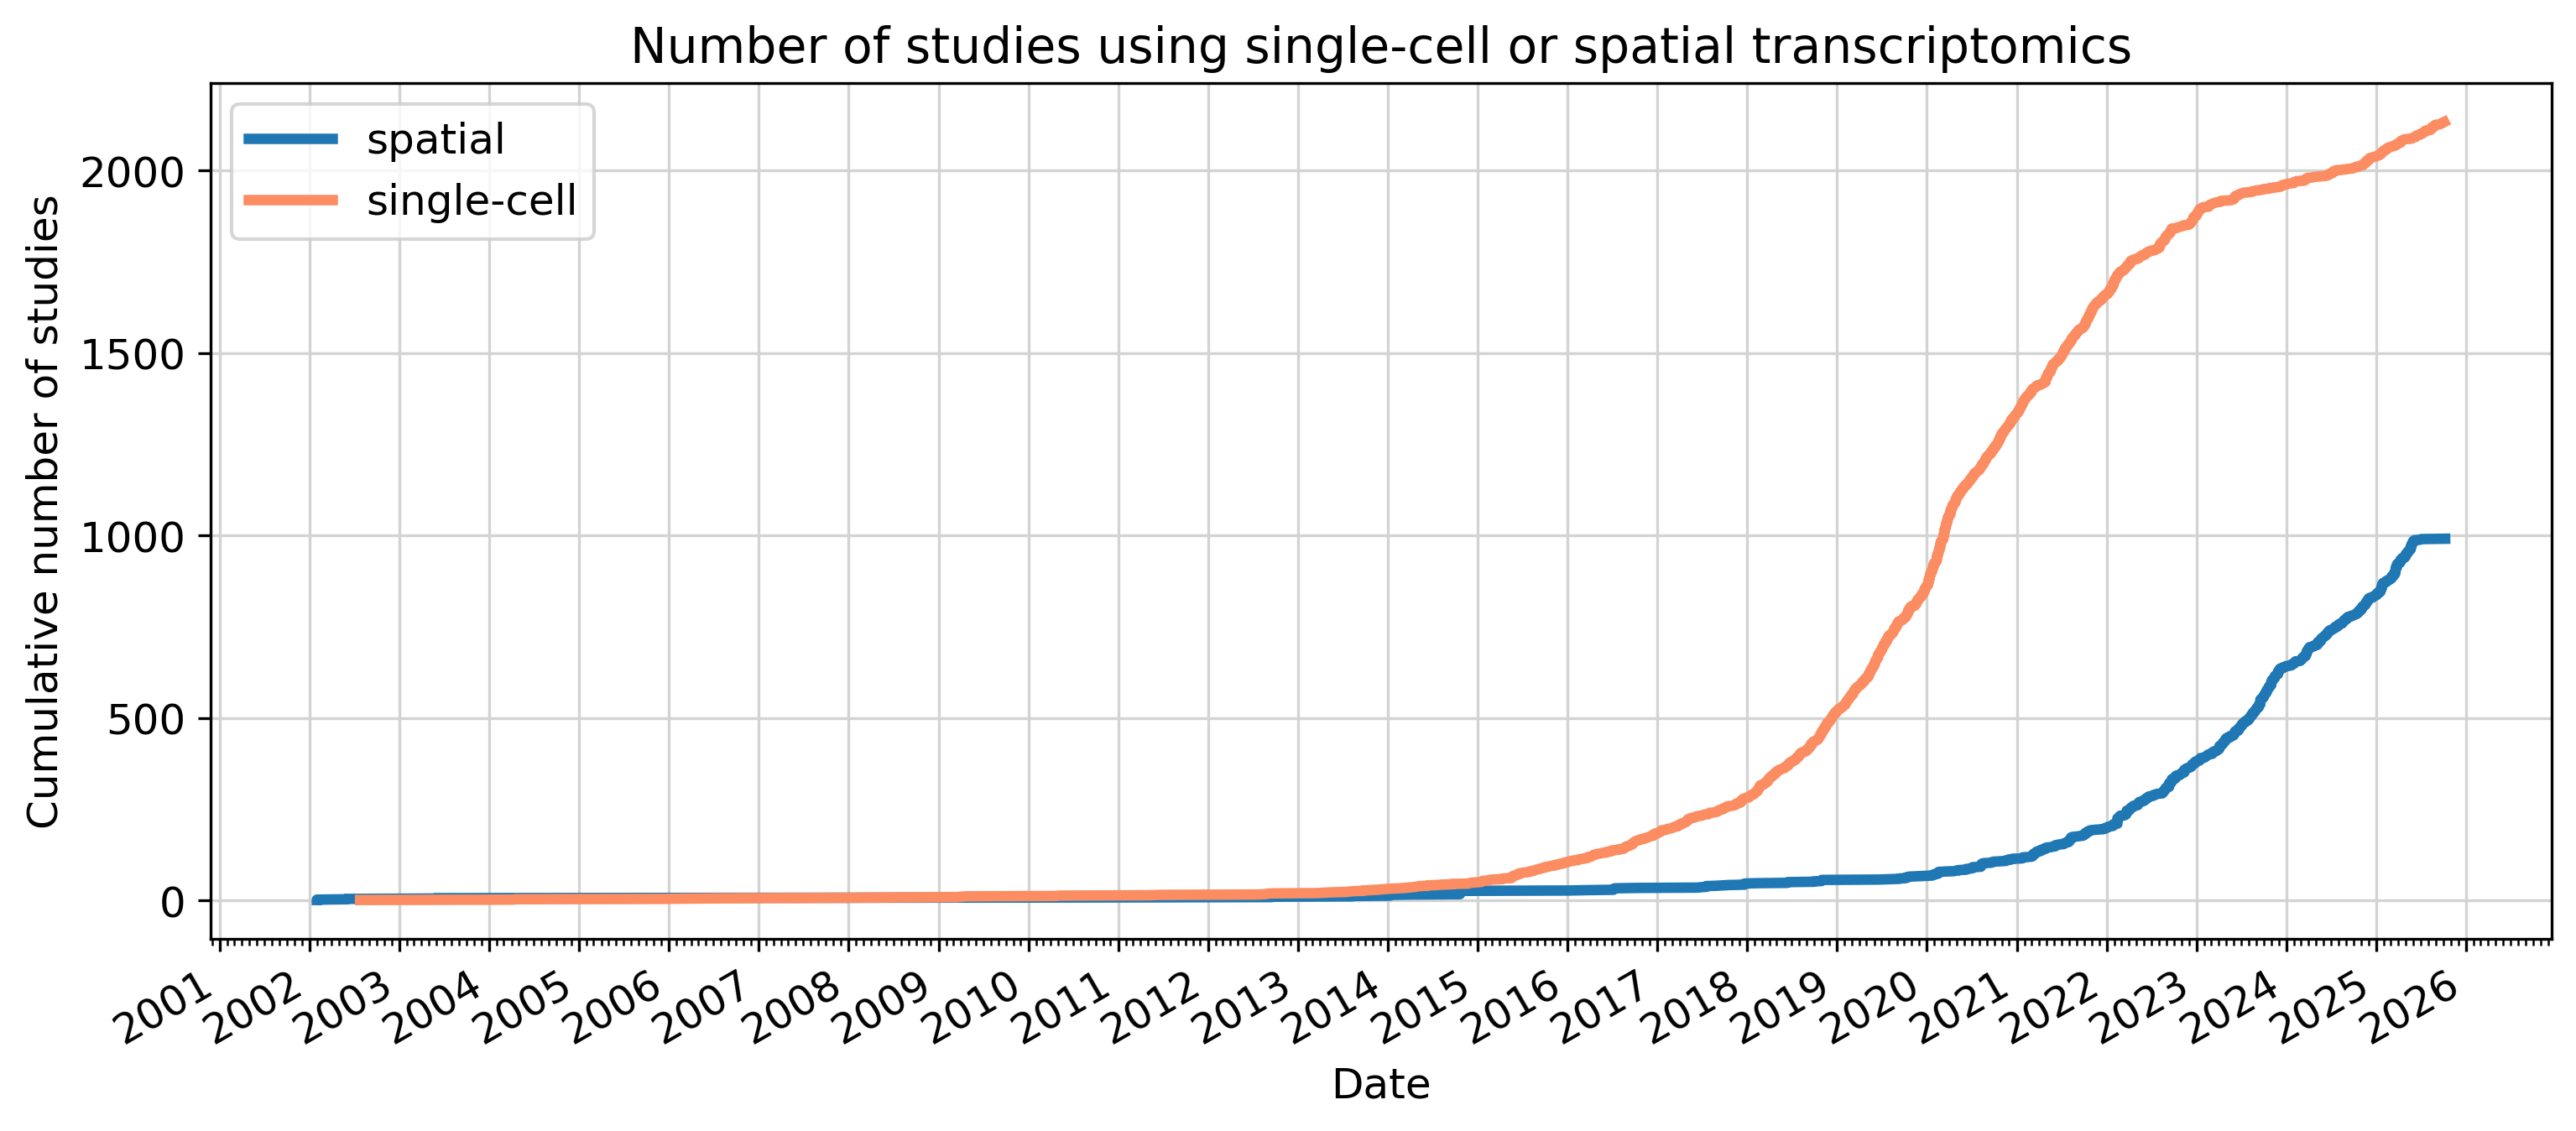 Number of studies using single-cell or spatial transcriptomics
spatial
single-cell
Cumulative number of studies
2000
1500
1000
500
0
2001 2002 2003 2004 2005 2006 2007 2008 2009 2010 2011 2012 2013 2014 2015 2016 2017 2018 2019 2020 2021 2022 2023 2024 2025 2026
Date